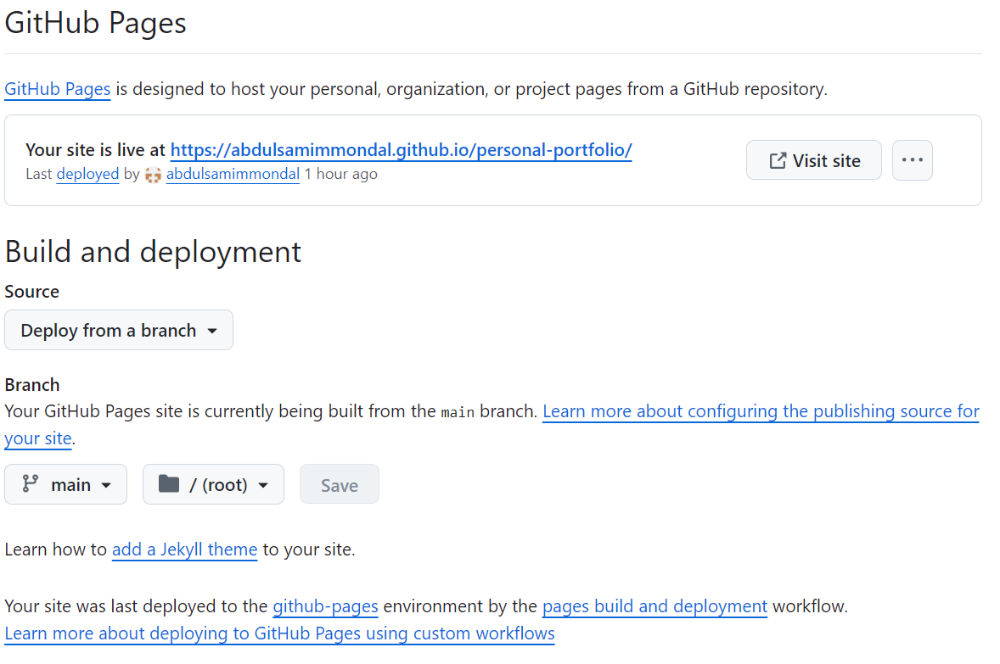 GitHub Pages
GitHub Pages is designed to host your personal, organization, or project pages from a GitHub repository.
Your site is live at https://abdulsamimmondal.github.io/personal-portfolio/
Last deployed by abdulsamimmondal 1 hour ago
Visit site
Build and deployment
Source
Deploy from a branch
Branch
Your GitHub Pages site is currently being built from the main branch. Learn more about configuring the publishing source for
your site.
main / (root) Save
Learn how to add a Jekyll theme to your site.
Your site was last deployed to the github-pages environment by the pages build and deployment workflow.
Learn more about deploying to GitHub Pages using custom workflows